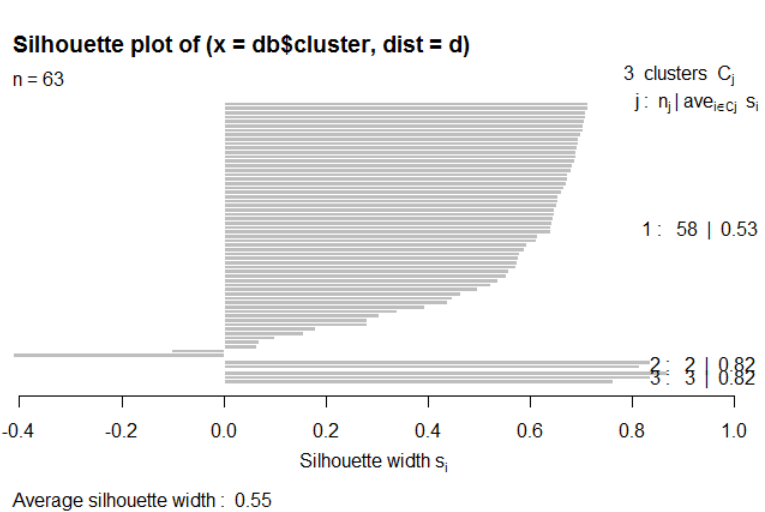 Silhouette plot of (x = db$cluster, dist = d)
n = 63
3 clusters Cj
j : nj | avei∈Cj si
1 : 58 | 0.53
2 : 2 | 0.82
3 : 3 | 0.82
-0.4 -0.2 0.0 0.2 0.4 0.6 0.8 1.0
Silhouette width si
Average silhouette width : 0.55